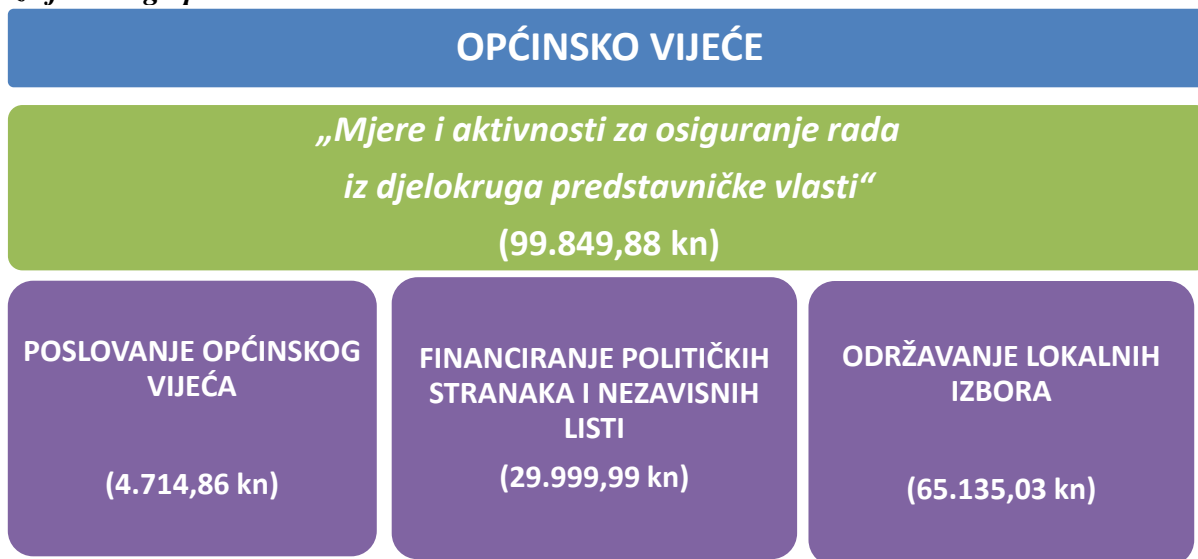 OPĆINSKO VIJEĆE
„Mjere i aktivnosti za osiguranje rada
iz djelokruga predstavničke vlasti“
(99.849,88 kn)
POSLOVANJE OPĆINSKOG
VIJEĆA
(4.714,86 kn)
FINANCIRANJE POLITIČKIH
STRANAKA I NEZAVISNIH
LISTI
(29.999,99 kn)
ODRŽAVANJE LOKALNIH
IZBORA
(65.135,03 kn)